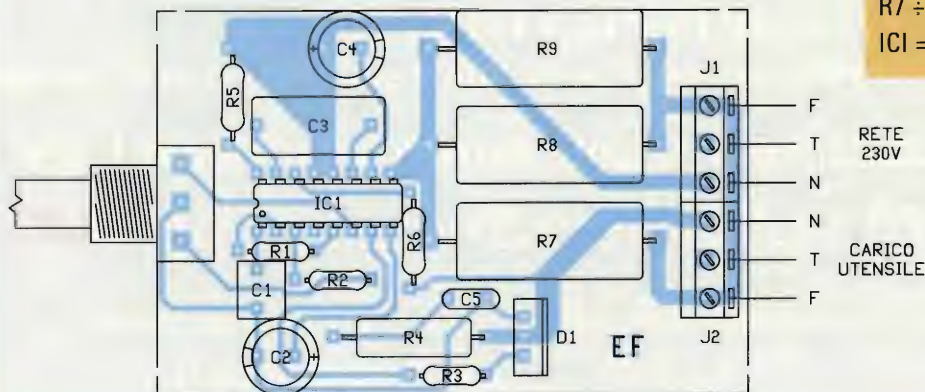 R7 ÷
ICI =
C4
R9
J1
R5
F
C3
R8
T
RETE
230V
IC1
N
N
R1
R6
R7
T
CARICO
UTENSILE
C1
R2
C5
F
C2
R4
D1
EF
J2
R3